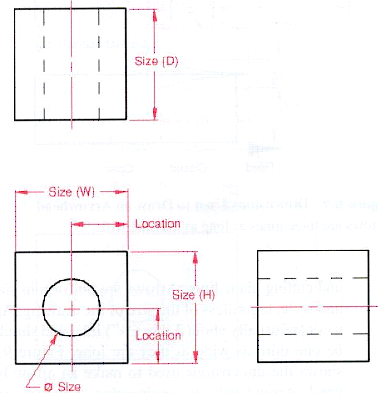 Size (D)
Size (W)
Location
Size (H)
Location
Ø Size